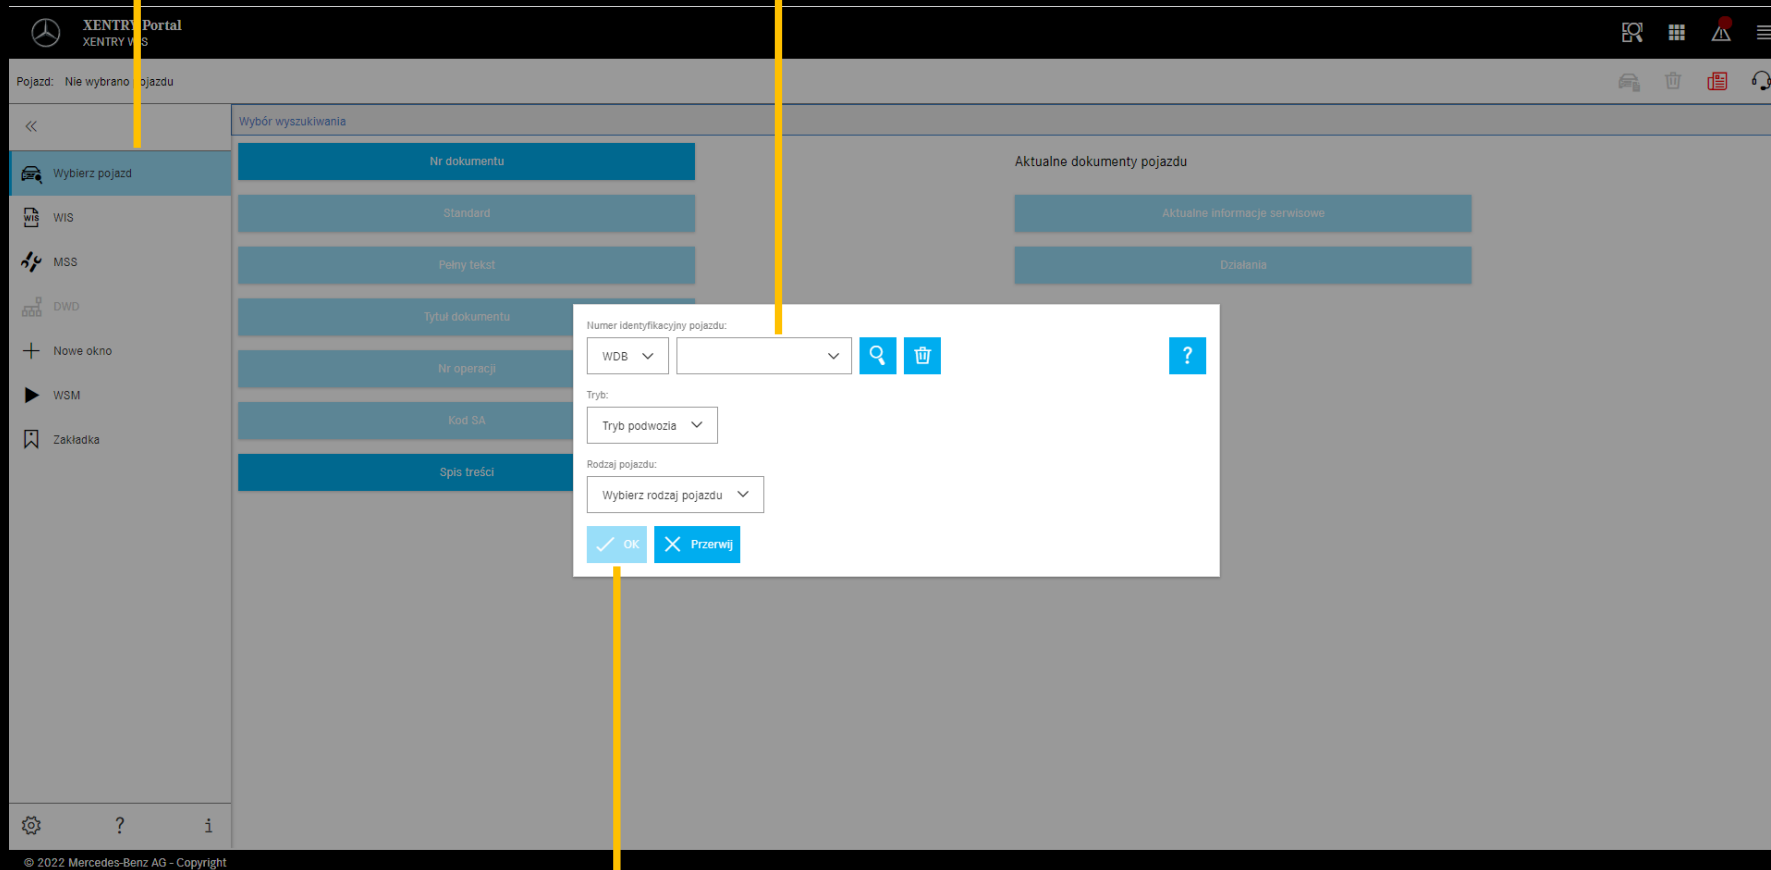 XENTRY Portal
XENTRY WIS
Pojazd: Nie wybrano pojazdu
Wybór wyszukiwania
Wybierz pojazd
WIS
WIS
MSS
DWD
Nowe okno
WSM
Zakładka
Nr dokumentu
Standard
Pełny tekst
Tytuł dokumentu
Nr operacji
Kod SA
Spis treści
Aktualne dokumenty pojazdu
Aktualne informacje serwisowe
Działania
Numer identyfikacyjny pojazdu:
WDB
?
Tryb:
Tryb podwozia
Rodzaj pojazdu:
Wybierz rodzaj pojazdu
OK
Przerwij
? i
© 2022 Mercedes-Benz AG - Copyright